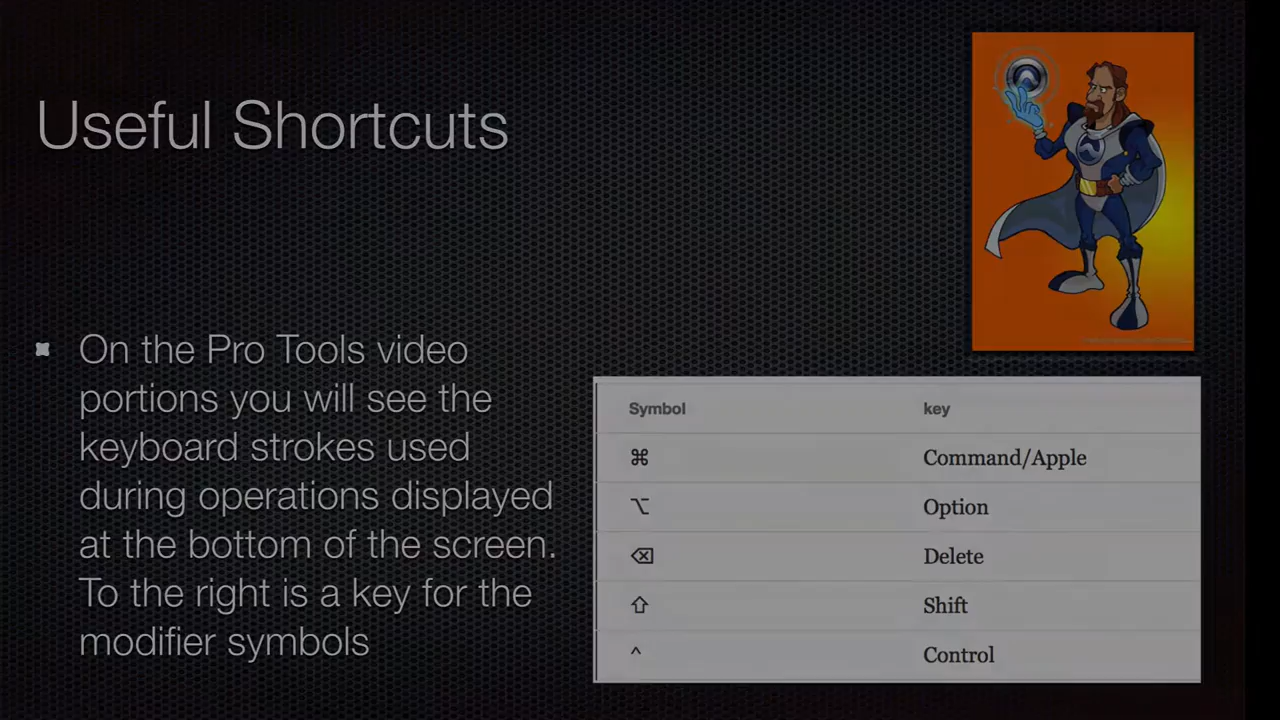 Useful Shortcuts
On the Pro Tools video
portions you will see the
keyboard strokes used
during operations displayed
at the bottom of the screen.
To the right is a key for the
modifier symbols
Symbol key
⌘ Command/Apple
⌥ Option
⌫ Delete
⇧ Shift
^ Control